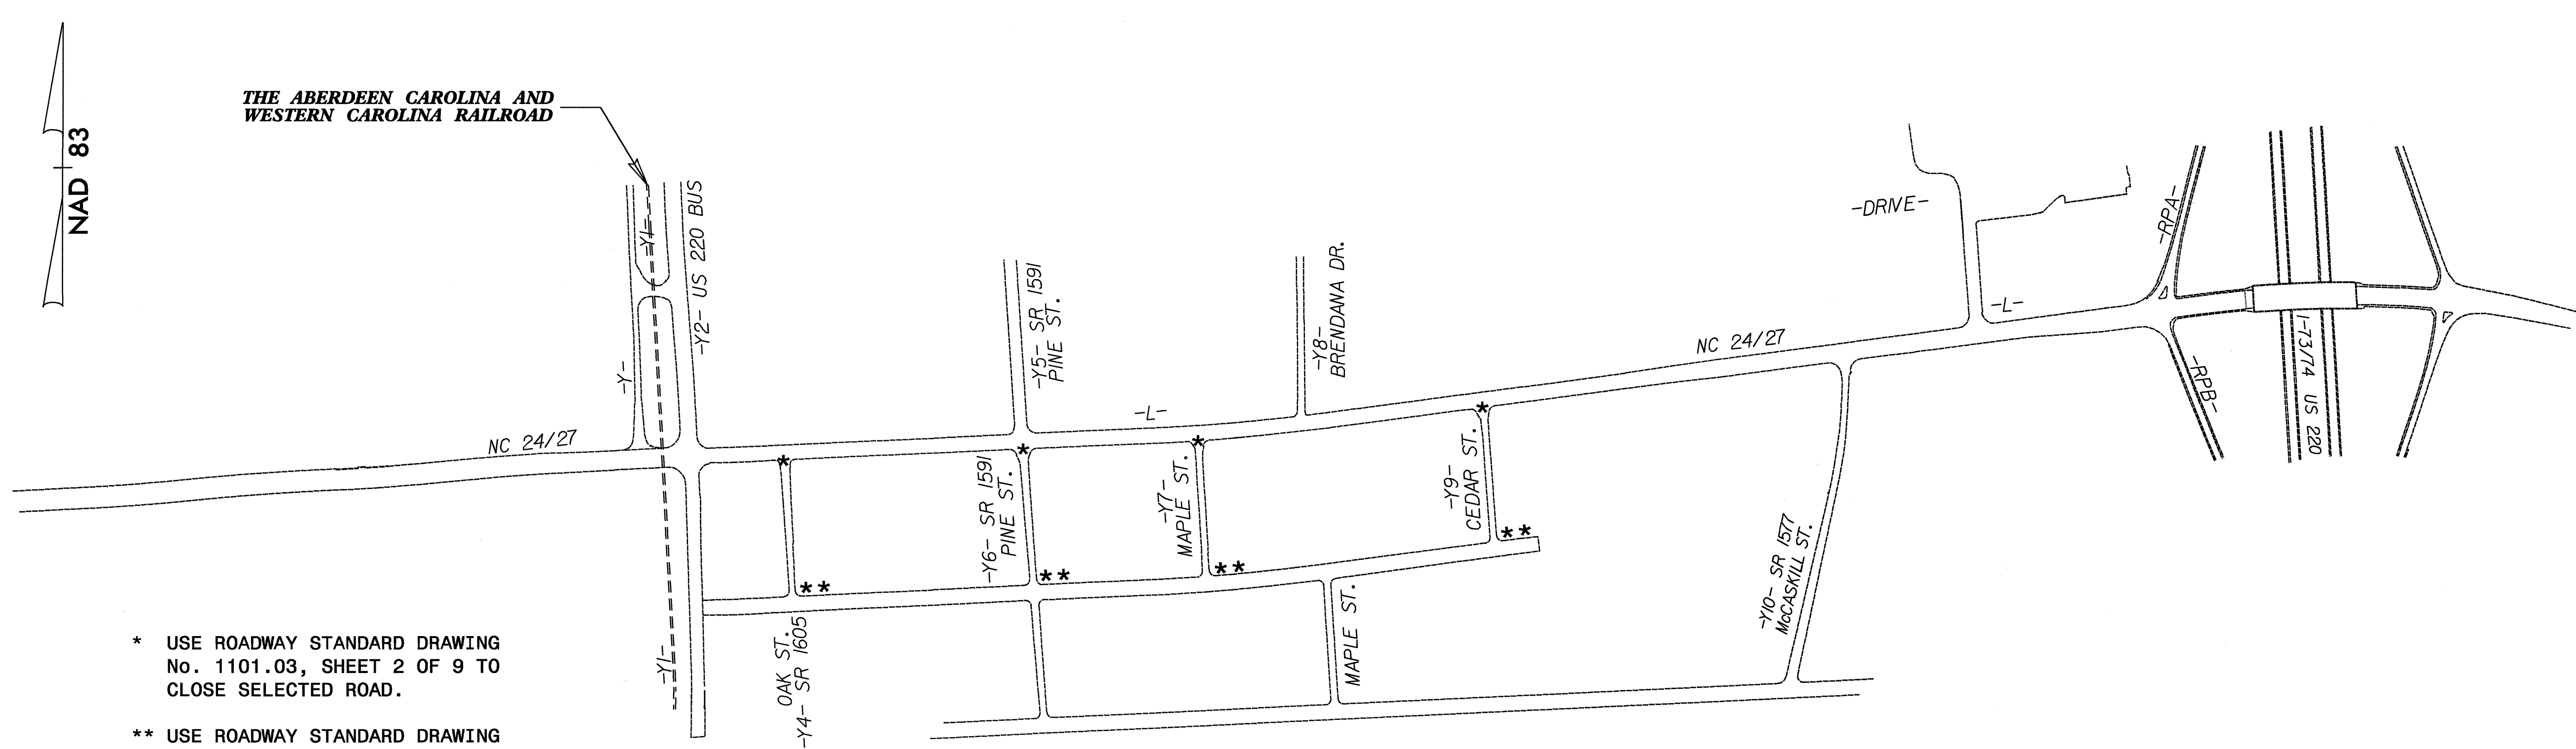 THE ABERDEEN CAROLINA AND
WESTERN CAROLINA RAILROAD
NAD 83
-Y1-
-Y2- US 220 BUS
-Y-
NC 24/27
-Y5- SR 1591
PINE ST.
-L-
-Y8-
BRENDANA DR.
NC 24/27
-DRIVE-
-L-
-RPA-
-RPB-
I-73/74 US 220
*
*
*
*
-Y6- SR 1591
PINE ST.
-Y7-
MAPLE ST.
-Y9-
CEDAR ST.
**
**
**
**
-Y10- SR 1577
McCASKILL ST.
MAPLE ST.
OAK ST.
-Y4- SR 1605
-Y1-
* USE ROADWAY STANDARD DRAWING
No. 1101.03, SHEET 2 OF 9 TO
CLOSE SELECTED ROAD.
** USE ROADWAY STANDARD DRAWING